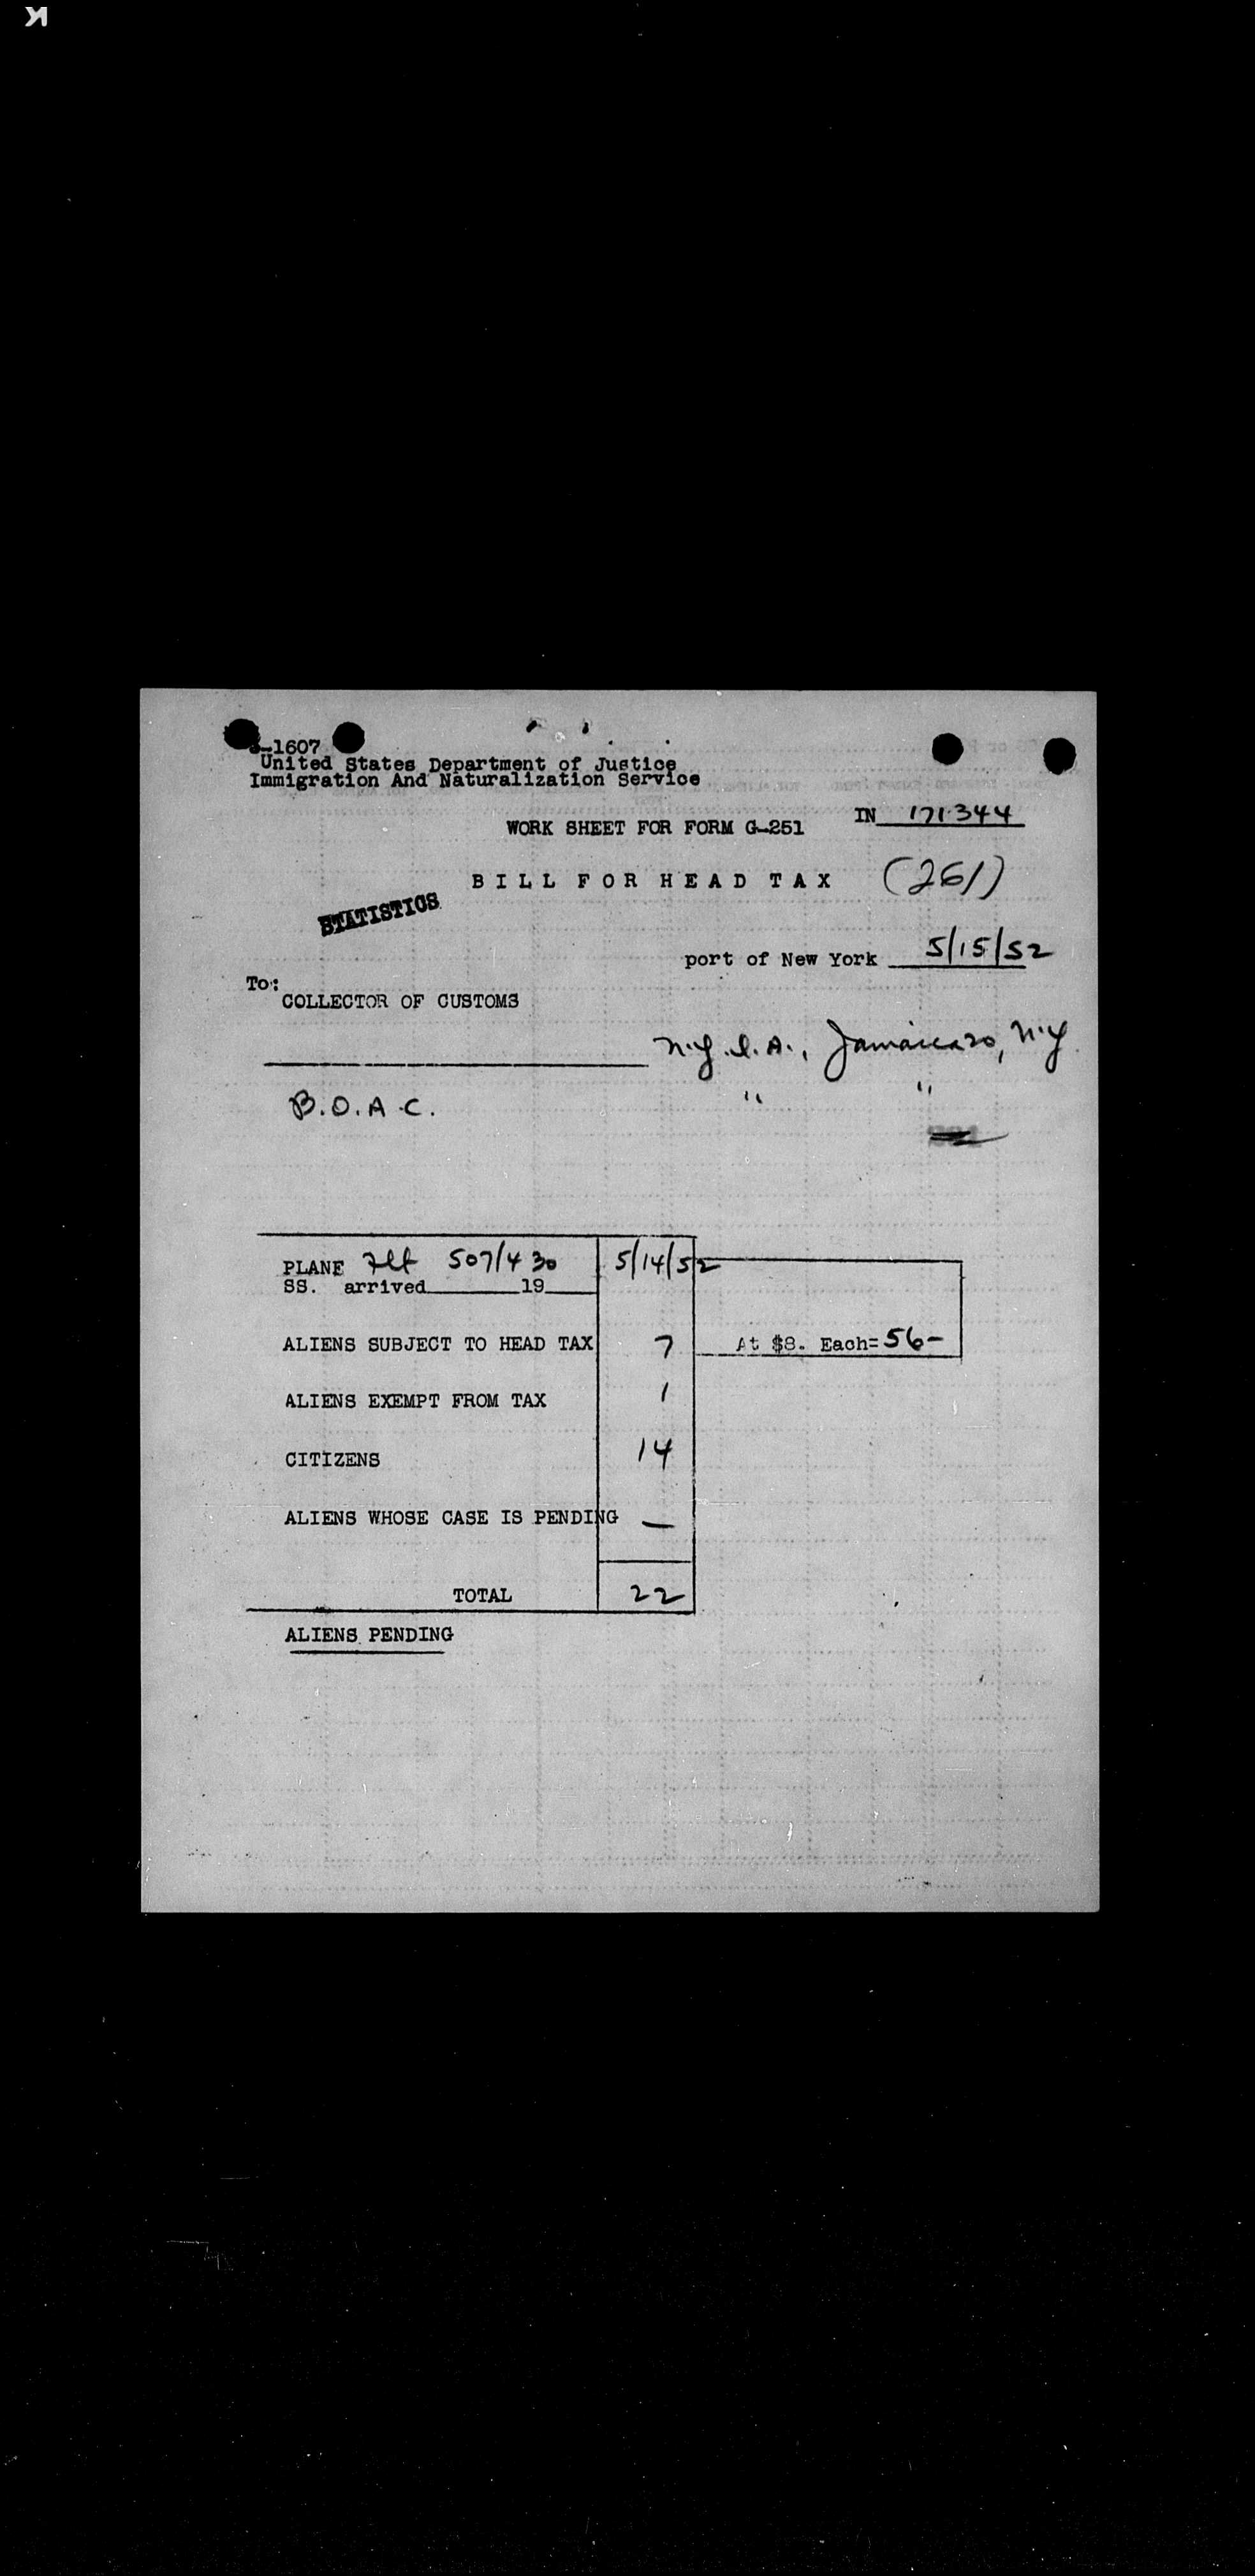 -1607
United States Department of Justice
Immigration And Naturalization Service
IN 171344
WORK SHEET FOR FORM G-251
BILL FOR HEAD TAX (261)
STATISTICS
port of New York 5/15/52
To:
COLLECTOR OF CUSTOMS
N.Y.I.A., Jamaica 30, N.Y.
B.O.A.C. " "
PLANE Flt 507/430 5/14/52
SS. arrived 19
ALIENS SUBJECT TO HEAD TAX 7 At $8. Each= 56-
ALIENS EXEMPT FROM TAX 1
CITIZENS 14
ALIENS WHOSE CASE IS PENDING —
TOTAL 22
ALIENS PENDING